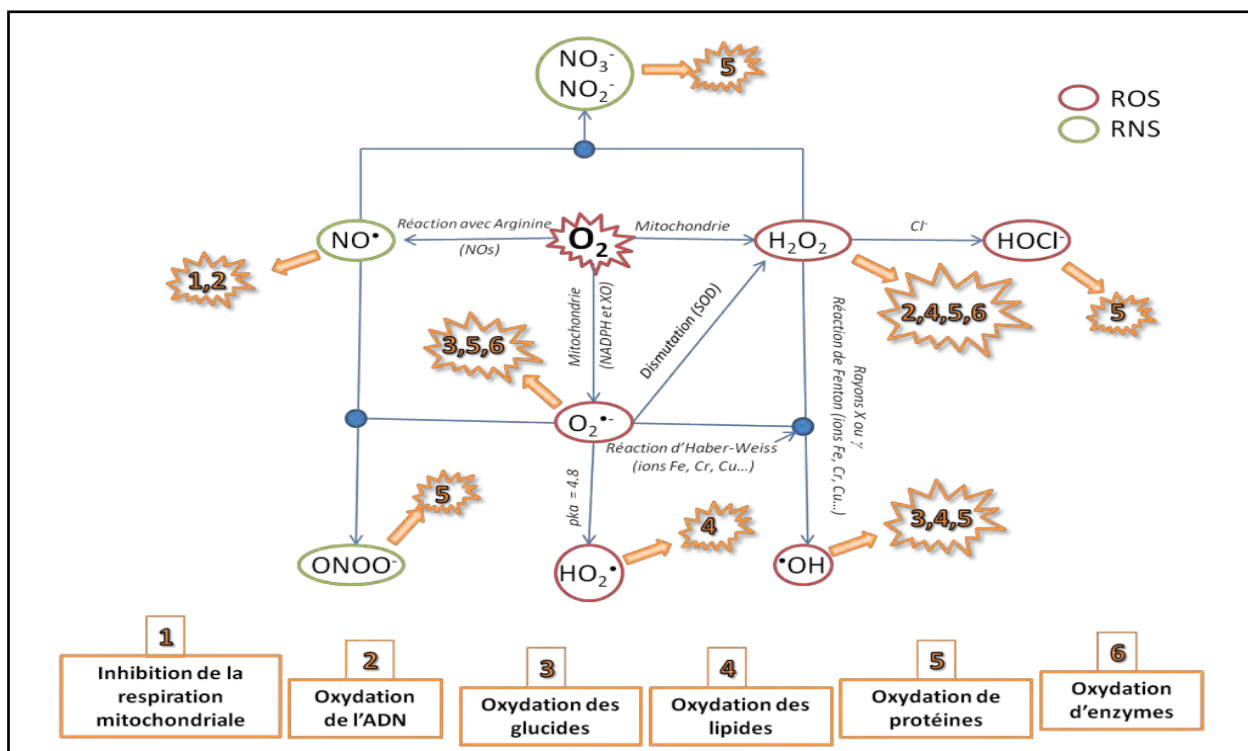 NO₃⁻
NO₂⁻
5
ROS
RNS
NO•
Réaction avec Arginine
(NOs)
O₂
Mitochondrie
H₂O₂
Cl⁻
HOCl⁻
1,2
3,5,6
Mitochondrie
(NADPH et XO)
Dismutation (SOD)
2,4,5,6
5
Rayons X ou γ
Réaction de Fenton (ions Fe, Cr, Cu...)
O₂•⁻
Réaction d'Haber-Weiss
(ions Fe, Cr, Cu...)
5
pka = 4.8
4
3,4,5
ONOO⁻
HO₂•
•OH
1
Inhibition de la
respiration
mitochondriale
2
Oxydation
de l'ADN
3
Oxydation des
glucides
4
Oxydation des
lipides
5
Oxydation de
protéines
6
Oxydation
d'enzymes